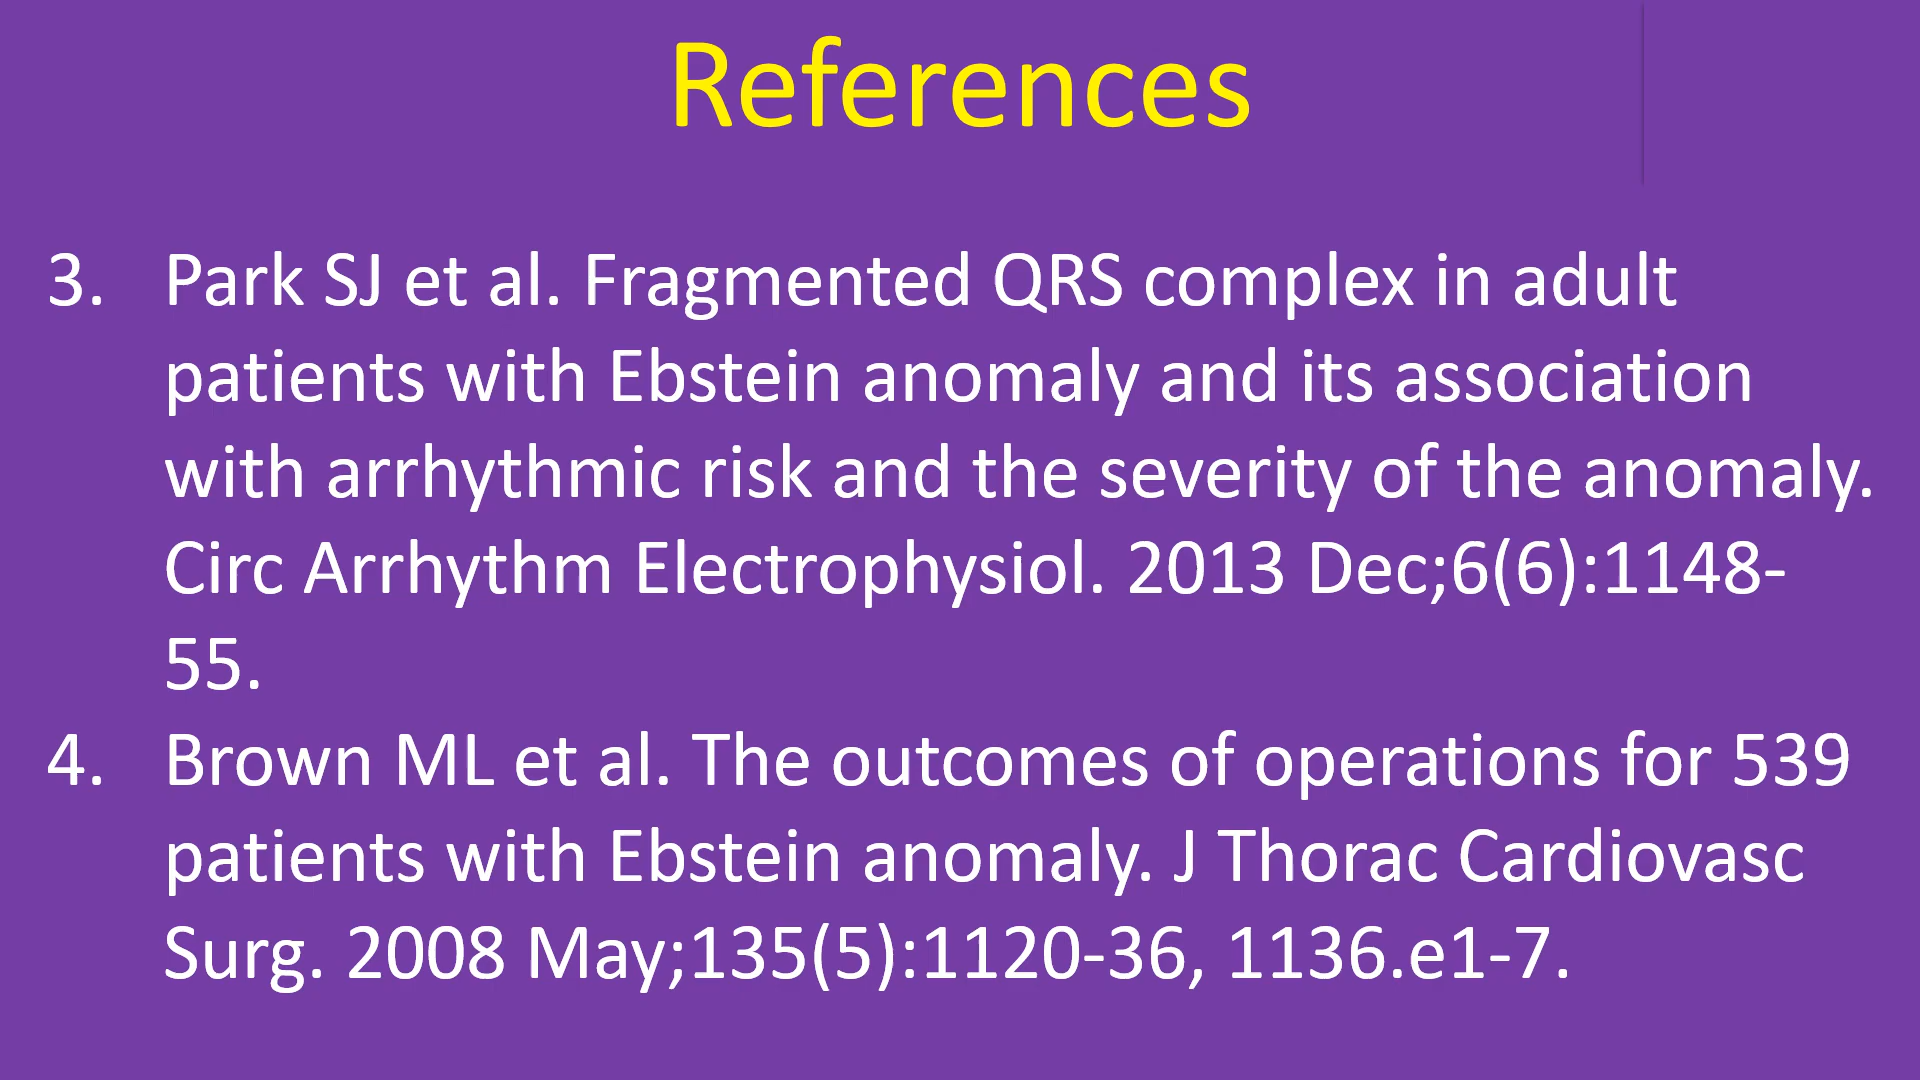 References
3. Park SJ et al. Fragmented QRS complex in adult
patients with Ebstein anomaly and its association
with arrhythmic risk and the severity of the anomaly.
Circ Arrhythm Electrophysiol. 2013 Dec;6(6):1148-
55.
4. Brown ML et al. The outcomes of operations for 539
patients with Ebstein anomaly. J Thorac Cardiovasc
Surg. 2008 May;135(5):1120-36, 1136.e1-7.